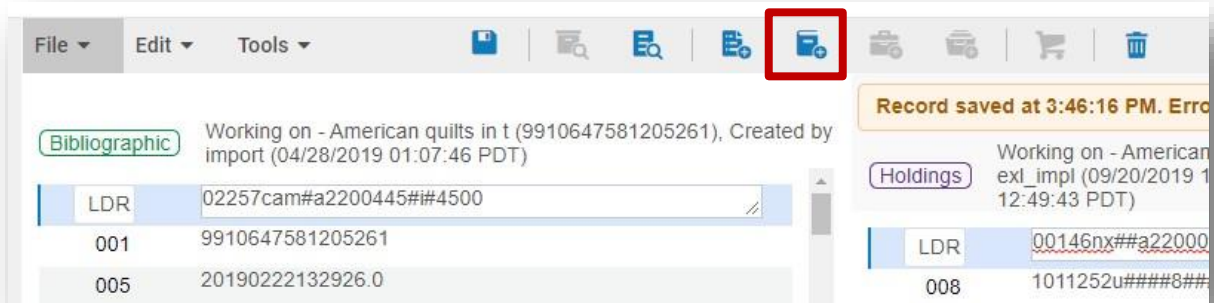 File Edit Tools
Bibliographic
Working on - American quilts in t (9910647581205261), Created by
import (04/28/2019 01:07:46 PDT)
LDR 02257cam#a2200445#i#4500
001 9910647581205261
005 20190222132926.0
Record saved at 3:46:16 PM. Erro
Holdings
Working on - American
exl_impl (09/20/2019 1
12:49:43 PDT)
LDR 00146nx##a22000
008 1011252u####8###